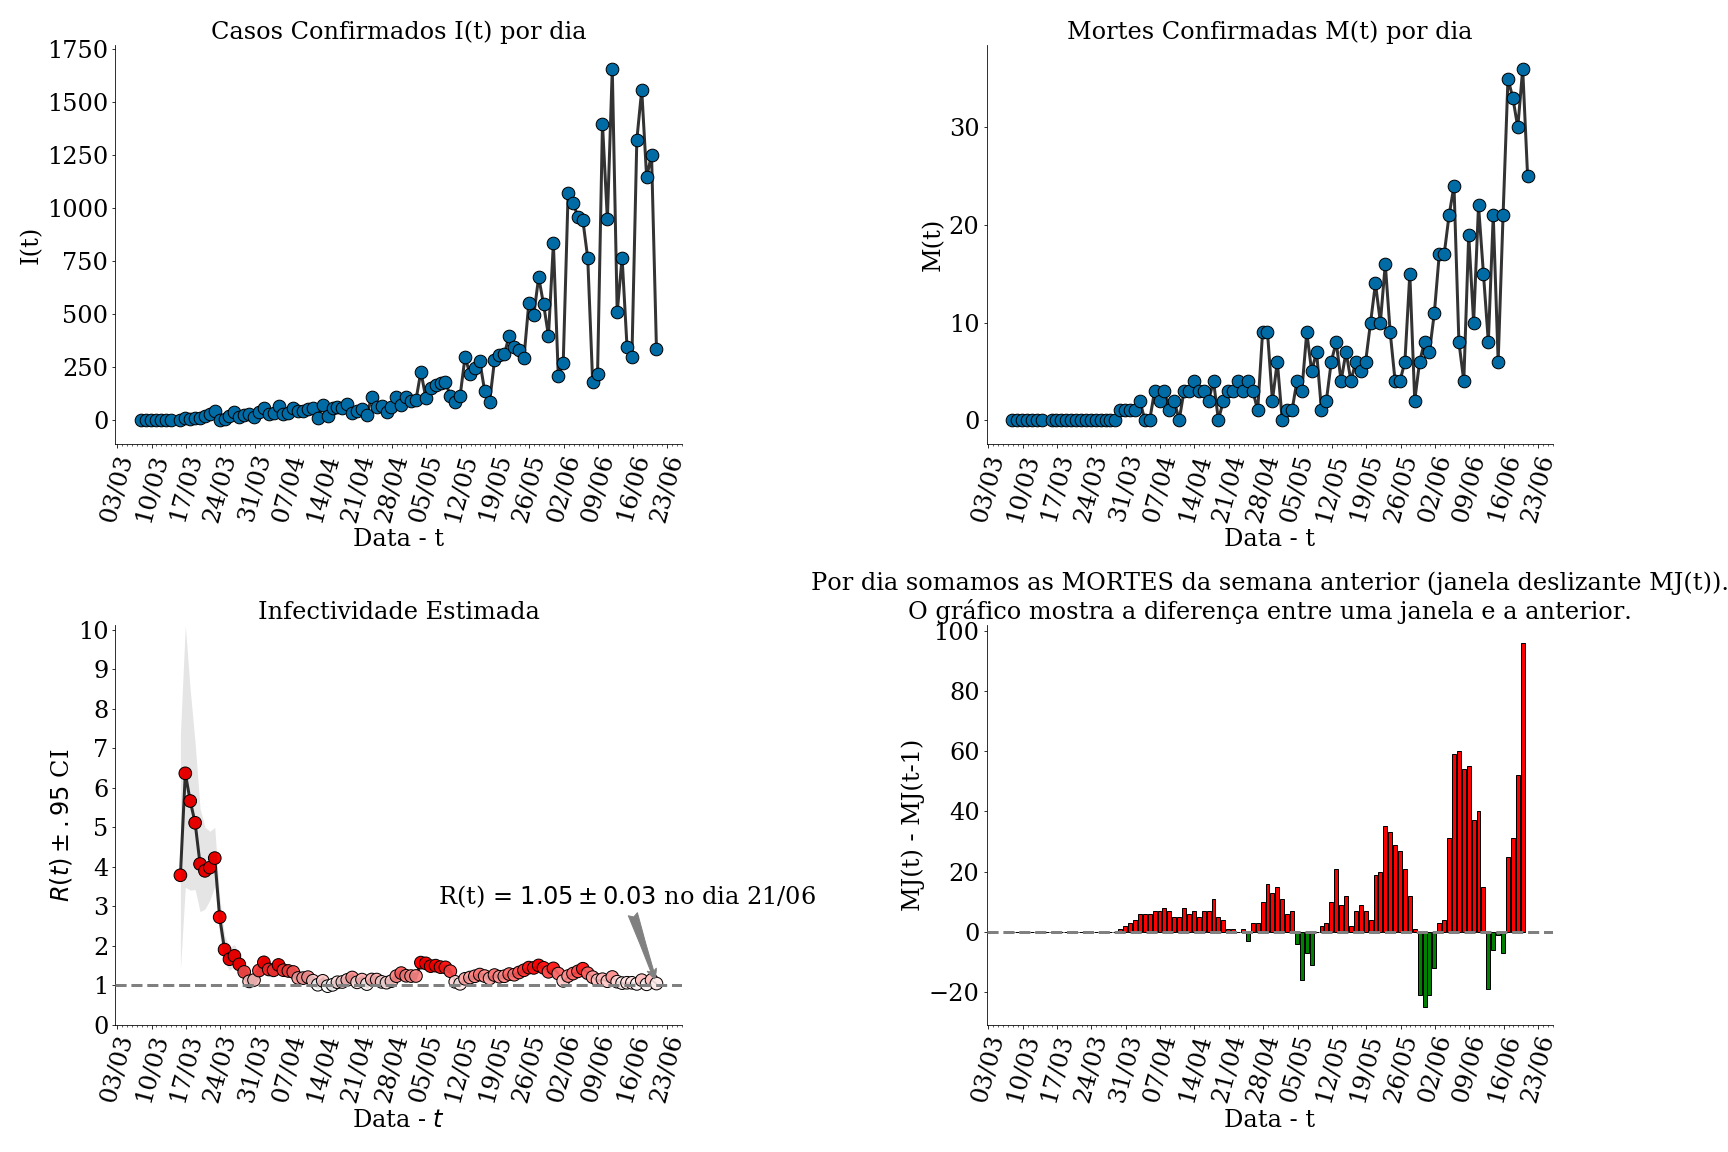 Casos Confirmados I(t) por dia
1750
1500
1250
1000
750
500
250
0
I(t)
03/03 10/03 17/03 24/03 31/03 07/04 14/04 21/04 28/04 05/05 12/05 19/05 26/05 02/06 09/06 16/06 23/06
Data - t
Mortes Confirmadas M(t) por dia
30
20
10
0
M(t)
03/03 10/03 17/03 24/03 31/03 07/04 14/04 21/04 28/04 05/05 12/05 19/05 26/05 02/06 09/06 16/06 23/06
Data - t
Infectividade Estimada
10
9
8
7
6
5
4
3
2
1
0
R(t) ± .95 CI
R(t) = 1.05 ± 0.03 no dia 21/06
03/03 10/03 17/03 24/03 31/03 07/04 14/04 21/04 28/04 05/05 12/05 19/05 26/05 02/06 09/06 16/06 23/06
Data - t
Por dia somamos as MORTES da semana anterior (janela deslizante MJ(t)).
O gráfico mostra a diferença entre uma janela e a anterior.
100
80
60
40
20
0
−20
MJ(t) - MJ(t-1)
03/03 10/03 17/03 24/03 31/03 07/04 14/04 21/04 28/04 05/05 12/05 19/05 26/05 02/06 09/06 16/06 23/06
Data - t